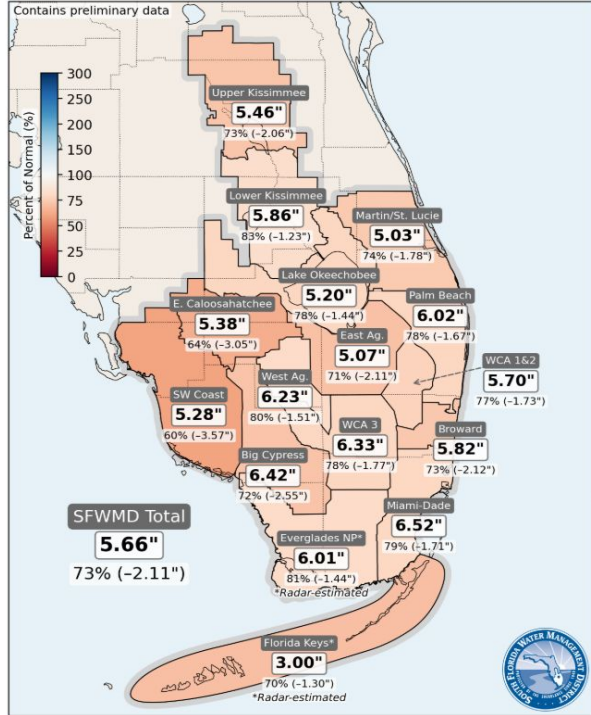 Contains preliminary data
Percent of Normal (%)
300
250
200
150
125
100
75
50
25
0
Upper Kissimmee
5.46"
73% (−2.06")
Lower Kissimmee
5.86"
83% (−1.23")
Martin/St. Lucie
5.03"
74% (−1.78")
Lake Okeechobee
5.20"
78% (−1.44")
Palm Beach
6.02"
78% (−1.67")
E. Caloosahatchee
5.38"
64% (−3.05")
East Ag.
5.07"
71% (−2.11")
WCA 1&2
5.70"
77% (−1.73")
West Ag.
6.23"
80% (−1.51")
SW Coast
5.28"
60% (−3.57")
WCA 3
6.33"
78% (−1.77")
Broward
5.82"
73% (−2.12")
Big Cypress
6.42"
72% (−2.55")
Miami-Dade
6.52"
79% (−1.71")
SFWMD Total
5.66"
73% (−2.11")
Everglades NP*
6.01"
81% (−1.44")
*Radar-estimated
Florida Keys*
3.00"
70% (−1.30")
*Radar-estimated
SOUTH FLORIDA WATER MANAGEMENT DISTRICT